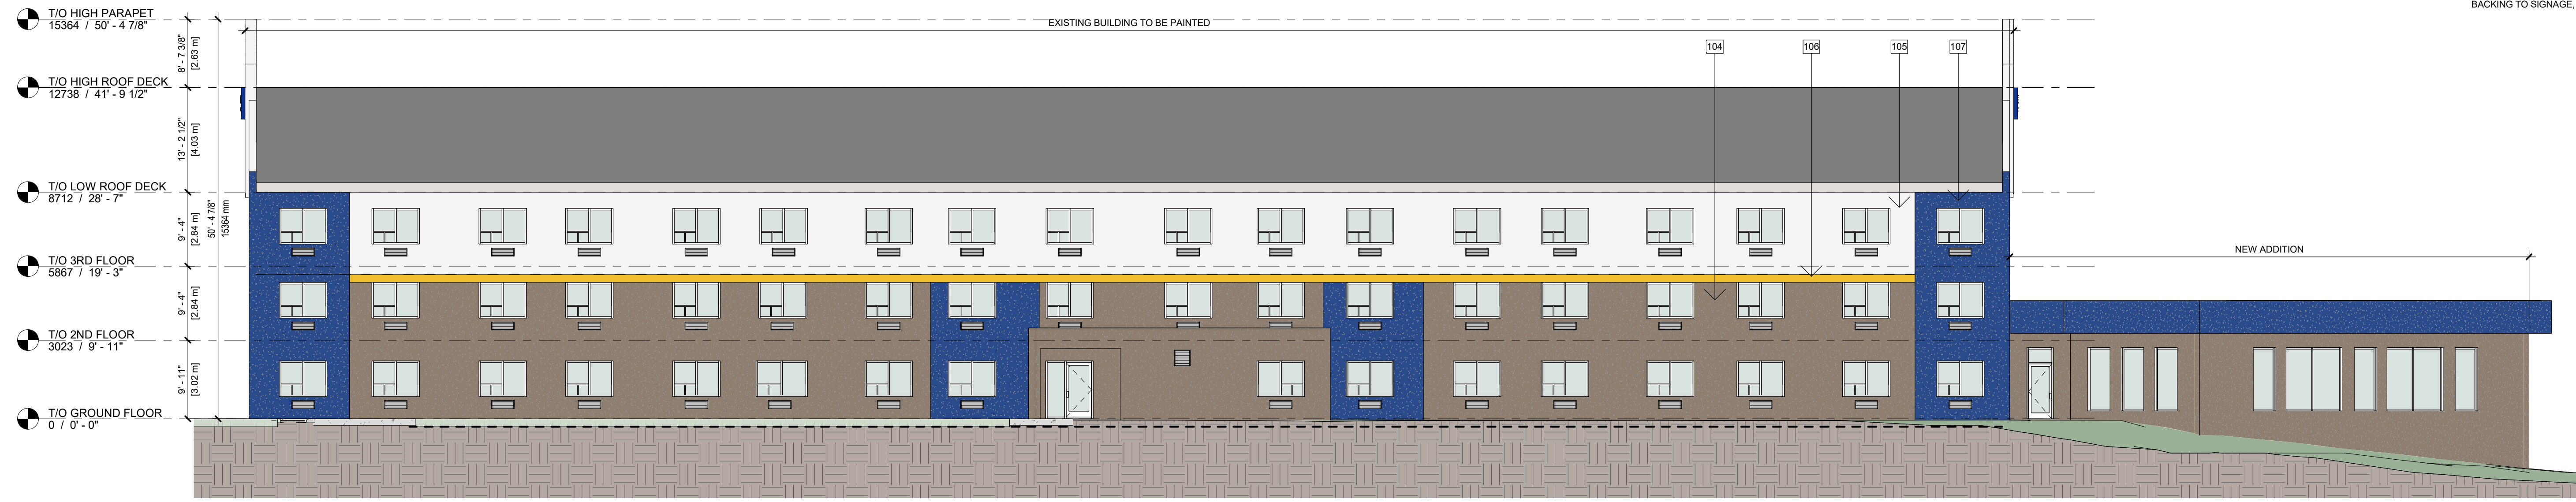 BACKING TO SIGNAGE,
T/O HIGH PARAPET
15364 / 50' - 4 7/8"
EXISTING BUILDING TO BE PAINTED
8' - 7 3/8"
[2.63 m]
104
106
105
107
T/O HIGH ROOF DECK
12738 / 41' - 9 1/2"
13' - 2 1/2"
[4.03 m]
T/O LOW ROOF DECK
8712 / 28' - 7"
50' - 4 7/8"
15364 mm
9' - 4"
[2.84 m]
T/O 3RD FLOOR
5867 / 19' - 3"
NEW ADDITION
9' - 4"
[2.84 m]
T/O 2ND FLOOR
3023 / 9' - 11"
9' - 11"
[3.02 m]
T/O GROUND FLOOR
0 / 0' - 0"